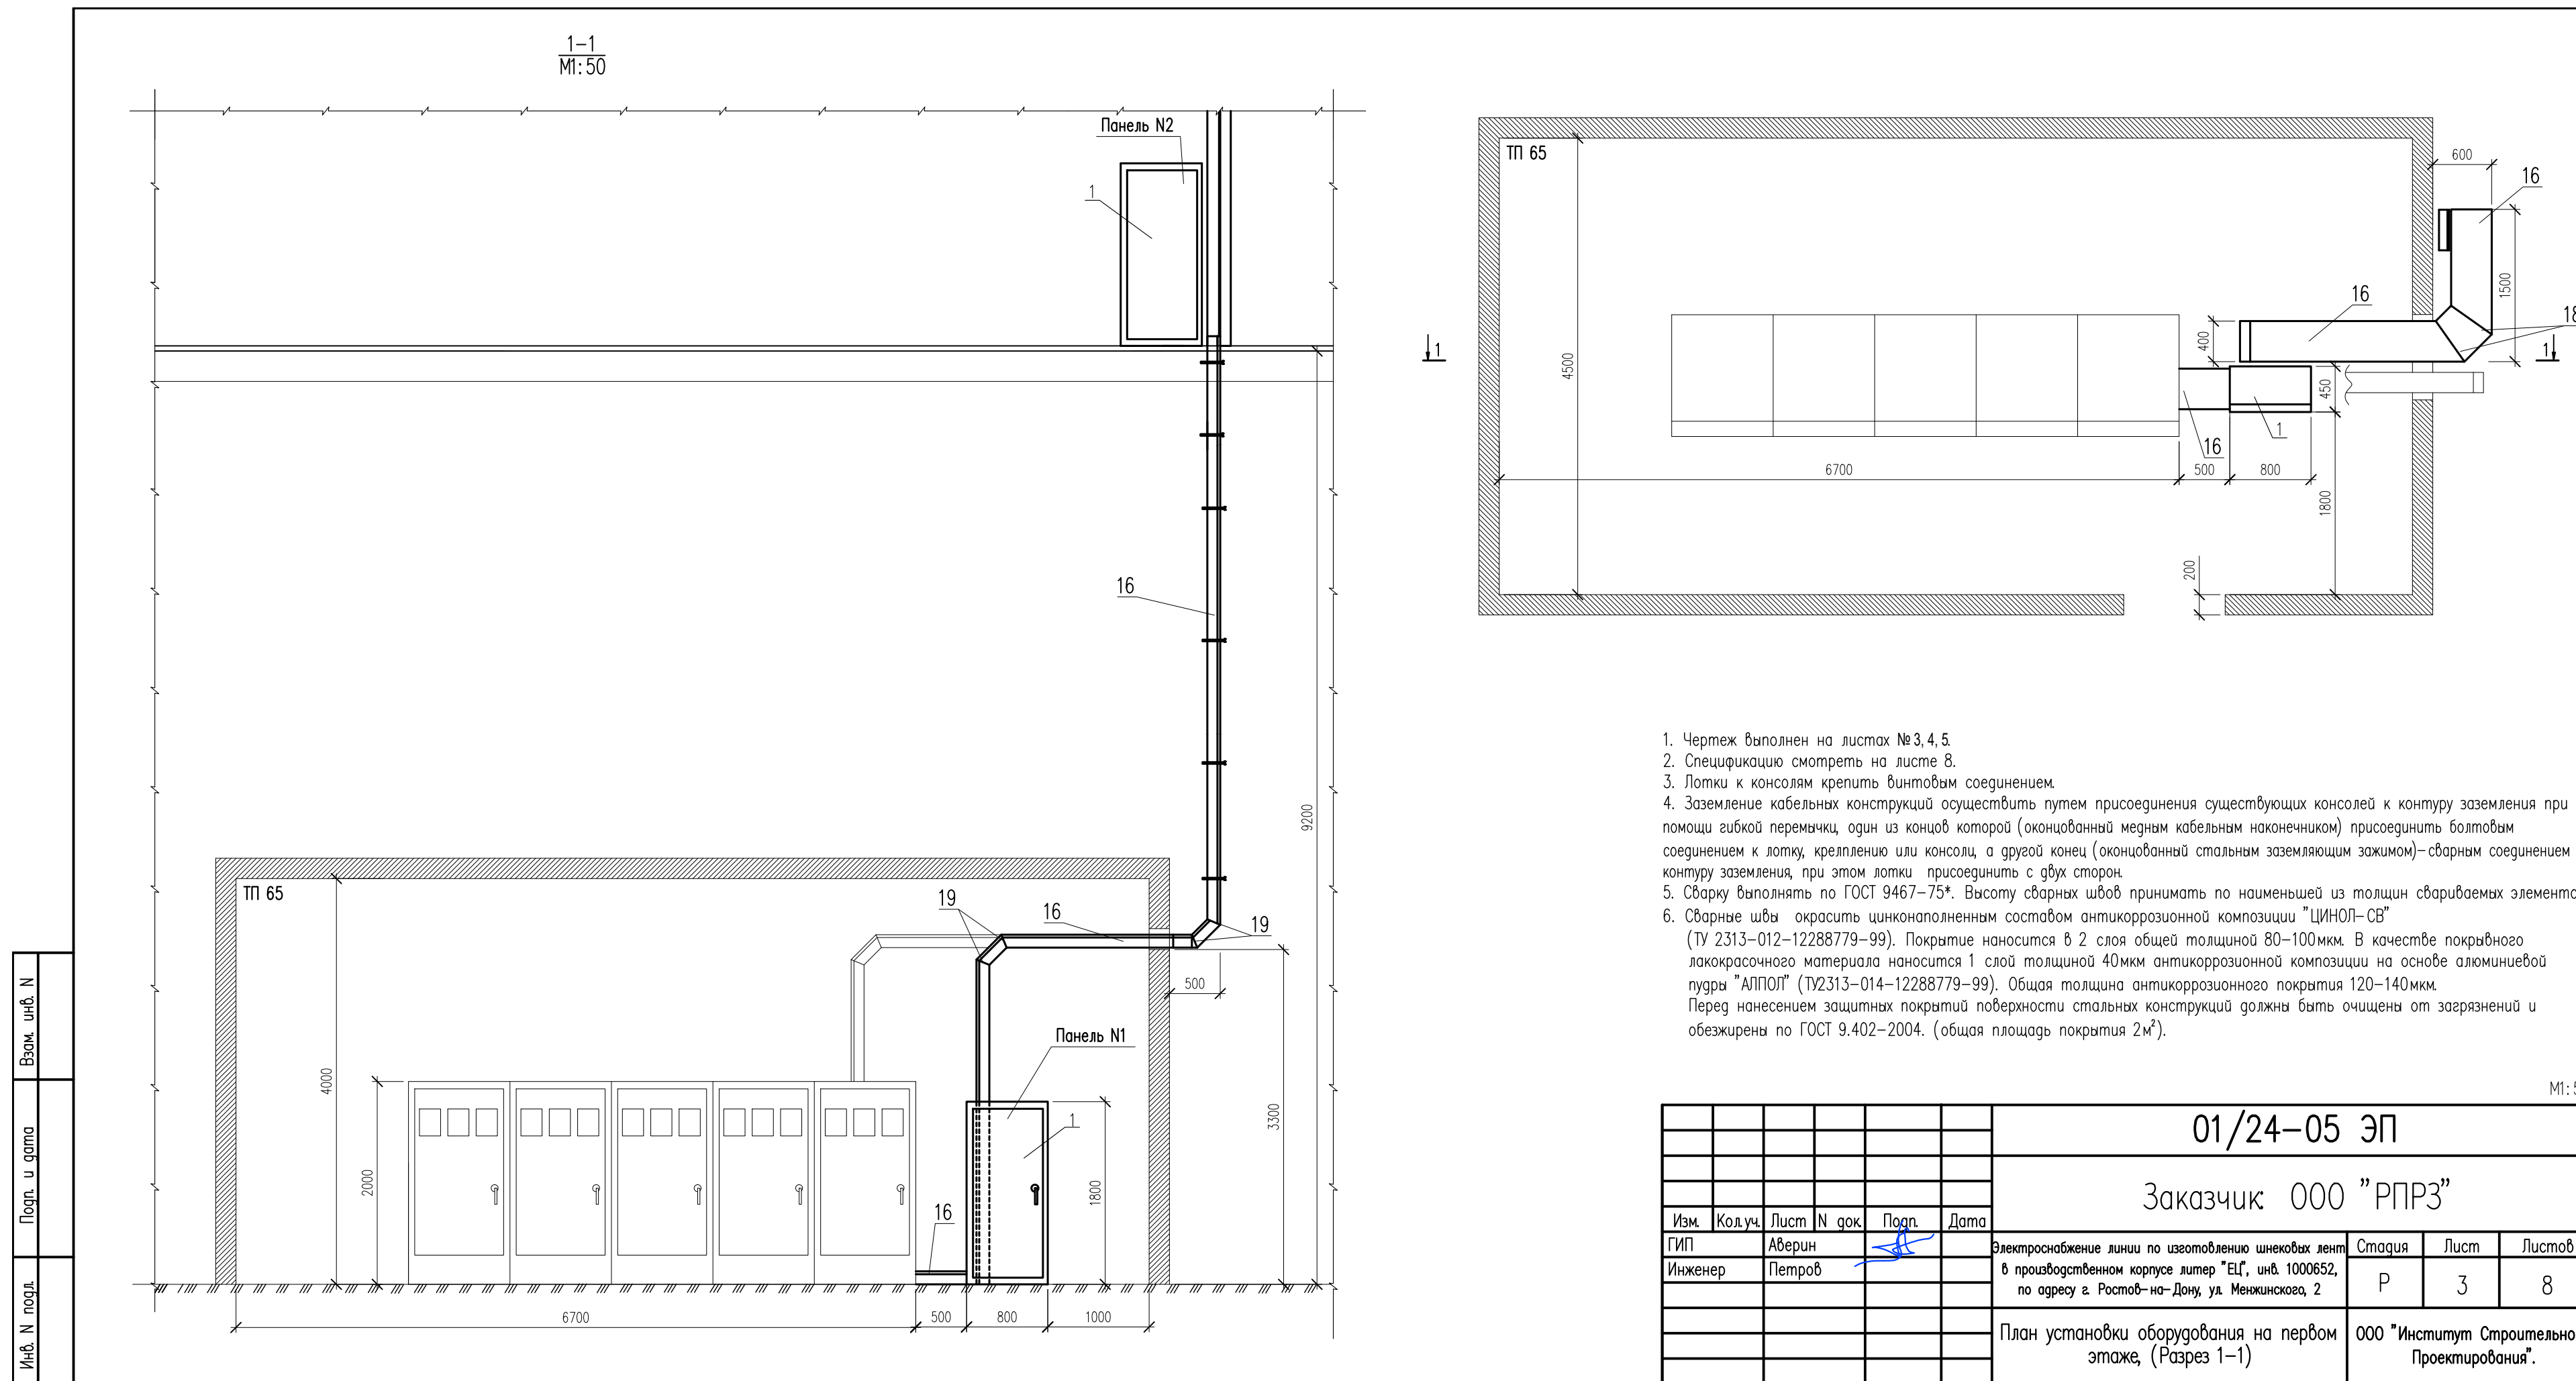 1-1
М1:50
Панель N2
1
16
9200
ТП 65
19
16
19
500
Панель N1
1
4000
2000
1800
3300
16
6700
500
800
1000
ТП 65
600
16
16
1500
18
400
1
1
4500
450
1
16
6700
500
800
1800
200
1. Чертеж выполнен на листах №3, 4, 5.
2. Спецификацию смотреть на листе 8.
3. Лотки к консолям крепить винтовым соединением.
4. Заземление кабельных конструкций осуществить путем присоединения существующих консолей к контуру заземления при
помощи гибкой перемычки, один из концов которой (оконцованный медным кабельным наконечником) присоединить болтовым
соединением к лотку, крелплению или консоли, а другой конец (оконцованный стальным заземляющим зажимом)-сварным соединением
контуру заземления, при этом лотки присоединить с двух сторон.
5. Сварку выполнять по ГОСТ 9467-75*. Высоту сварных швов принимать по наименьшей из толщин свариваемых элемента
6. Сварные швы окрасить цинконаполненным составом антикоррозионной композиции "ЦИНОЛ-СВ"
(ТУ 2313-012-12288779-99). Покрытие наносится в 2 слоя общей толщиной 80-100мкм. В качестве покрывного
лакокрасочного материала наносится 1 слой толщиной 40мкм антикоррозионной композиции на основе алюминиевой
пудры "АЛПОЛ" (ТУ2313-014-12288779-99). Общая толщина антикоррозионного покрытия 120-140мкм.
Перед нанесением защитных покрытий поверхности стальных конструкций должны быть очищены от загрязнений и
обезжирены по ГОСТ 9.402-2004. (общая площадь покрытия 2м²).
М1:5
01/24-05 ЭП
Заказчик: ООО "РПРЗ"
Изм. Кол.уч. Лист N док. Подп. Дата
ГИП Аверин
Инженер Петров
Электроснабжение линии по изготовлению шнековых лент
в производственном корпусе литер "ЕЦ", инв. 1000652,
по адресу г. Ростов-на-Дону, ул. Менжинского, 2
Стадия Лист Листов
Р 3 8
План установки оборудования на первом
этаже, (Разрез 1-1)
ООО "Институт Строительно
Проектирования".
Взам. инв. N
Подп. и дата
Инв. N подл.